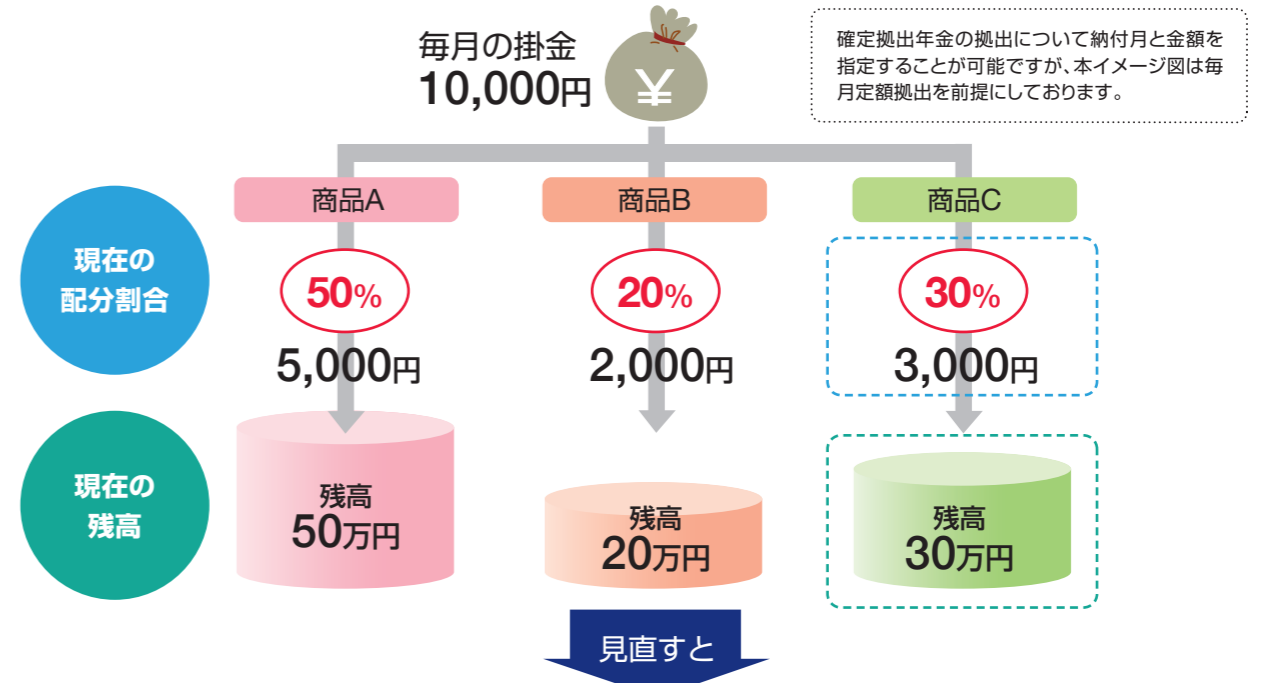 毎月の掛金
10,000円
¥
確定拠出年金の拠出について納付月と金額を
指定することが可能ですが、本イメージ図は毎
月定額拠出を前提にしております。
商品A
商品B
商品C
現在の
配分割合
50%
20%
30%
5,000円
2,000円
3,000円
現在の
残高
残高
50万円
残高
20万円
残高
30万円
見直すと